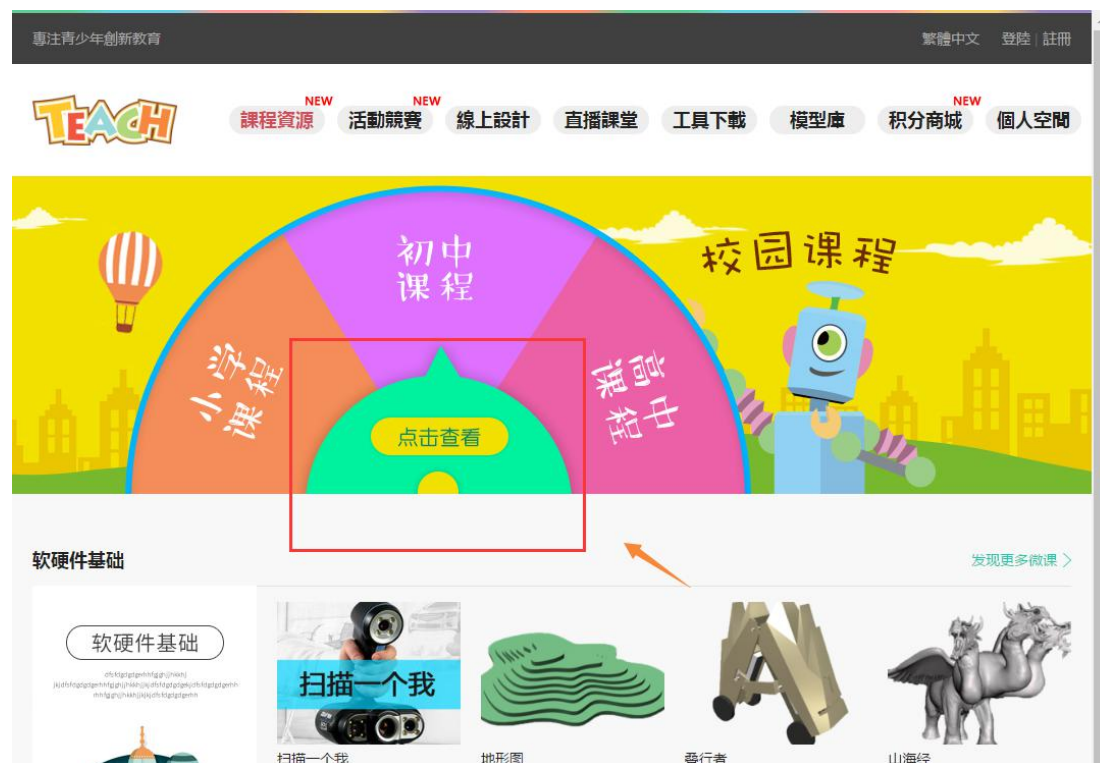 專注青少年創新教育
繁體中文 登陸 | 註冊
TEACH
課程資源 NEW 活動競賽 NEW 線上設計 直播課堂 工具下載 模型庫 积分商城 NEW 個人空間
初中
课程
校园课程
小学
课程
高中
课程
点击查看
软硬件基础
发现更多微课 >
软硬件基础
扫描一个我
扫描一个我
地形图
叠行者
山海经